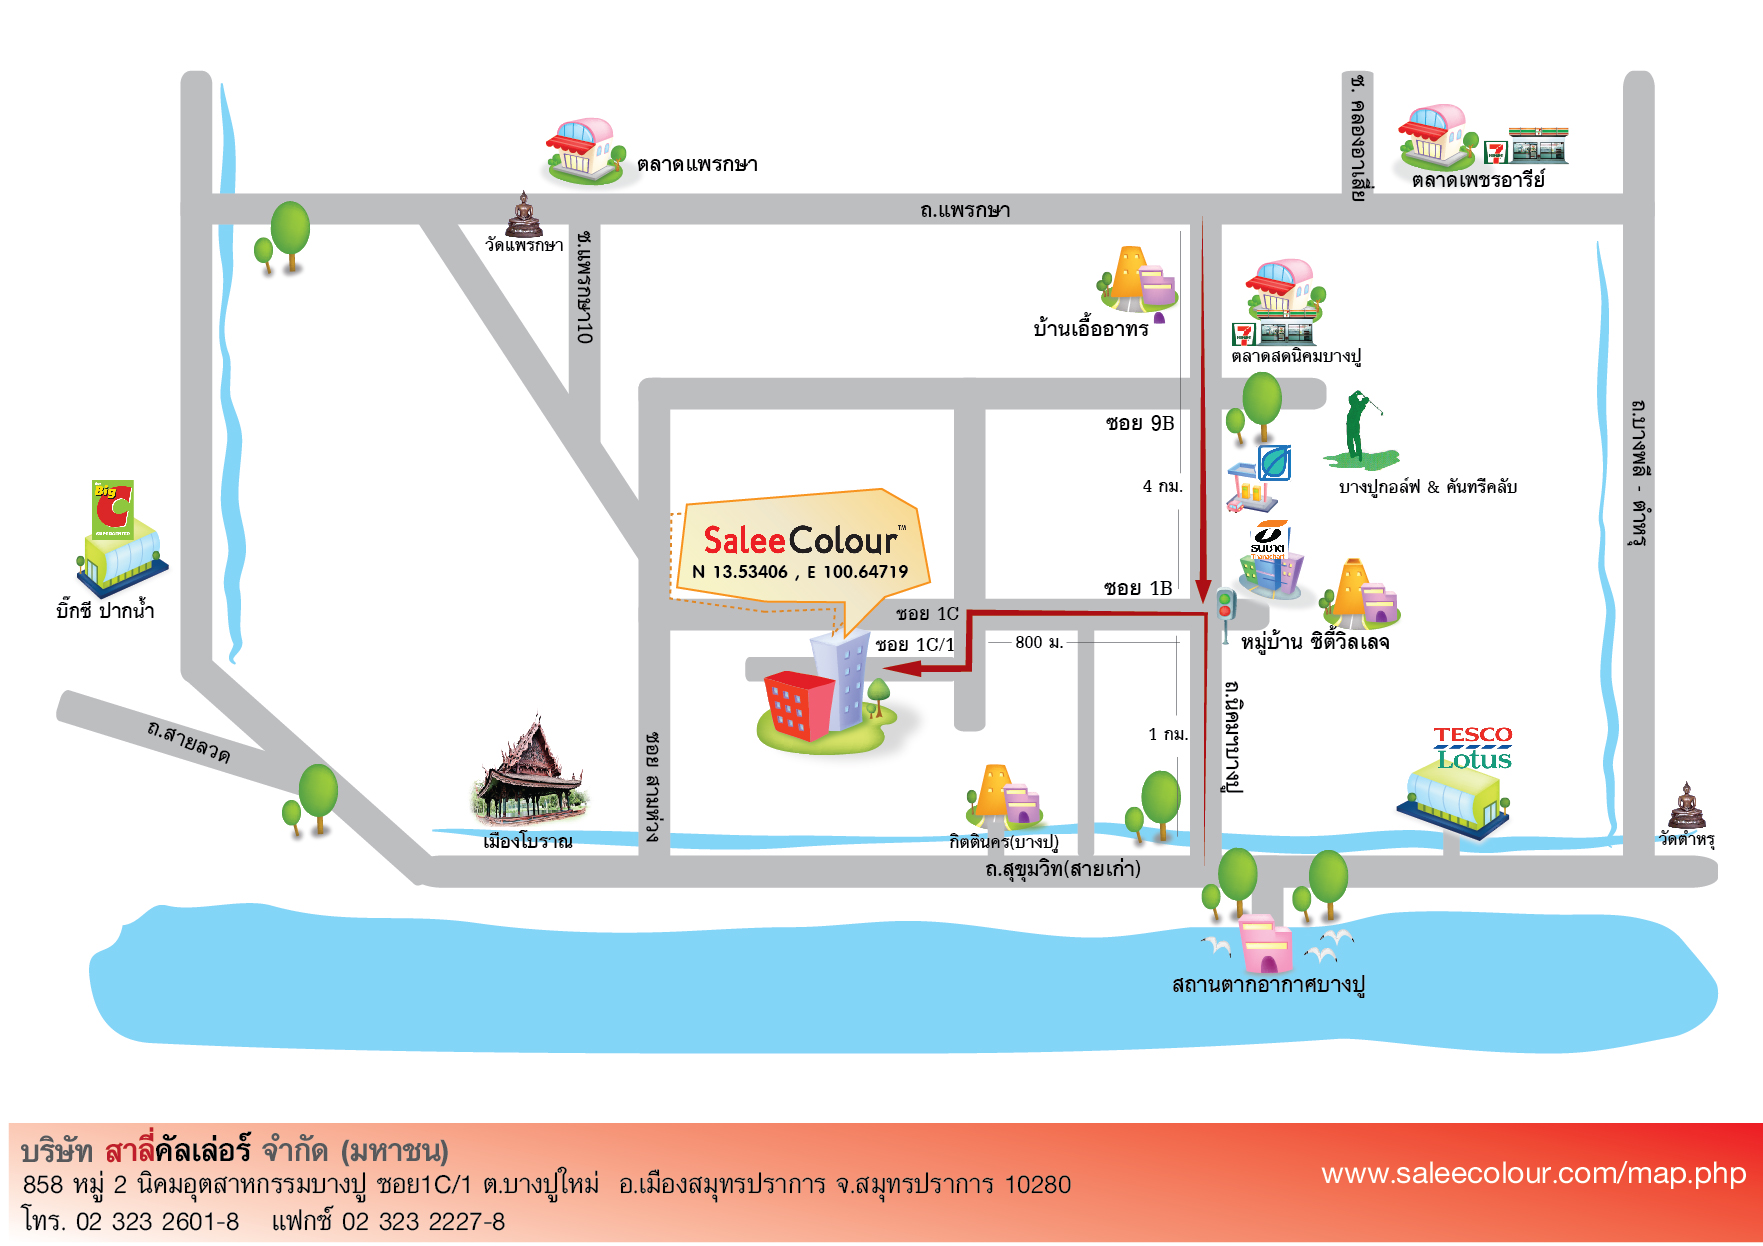 ซ. คลองอาเสี่ย
ตลาดแพรกษา
7
ตลาดเพชรอารีย์
ถ.แพรกษา
วัดแพรกษา
ซ.แพรกษา10
บ้านเอื้ออาทร
7
ตลาดสดนิคมบางปู
ถ.บางพลี - ตำหรุ
ซอย 9B
4 กม.
บางปูกอล์ฟ & คันทรีคลับ
Big C
บิ๊กซี ปากน้ำ
SaleeColour™
N 13.53406 , E 100.64719
ธนชาต
Thanachart
ซอย 1B
ซอย 1C
ซอย 1C/1
800 ม.
หมู่บ้าน ซิตี้วิลเลจ
ถ.นิคมฯบางปู
ถ.สายลวด
ซอย สามห่วง
1 กม.
TESCO
Lotus
เมืองโบราณ
กิตตินคร(บางปู)
วัดตำหรุ
ถ.สุขุมวิท(สายเก่า)
สถานตากอากาศบางปู
บริษัท สาลี่คัลเล่อร์ จำกัด (มหาชน)
858 หมู่ 2 นิคมอุตสาหกรรมบางปู ซอย1C/1 ต.บางปูใหม่ อ.เมืองสมุทรปราการ จ.สมุทรปราการ 10280
โทร. 02 323 2601-8 แฟกซ์ 02 323 2227-8
www.saleecolour.com/map.php